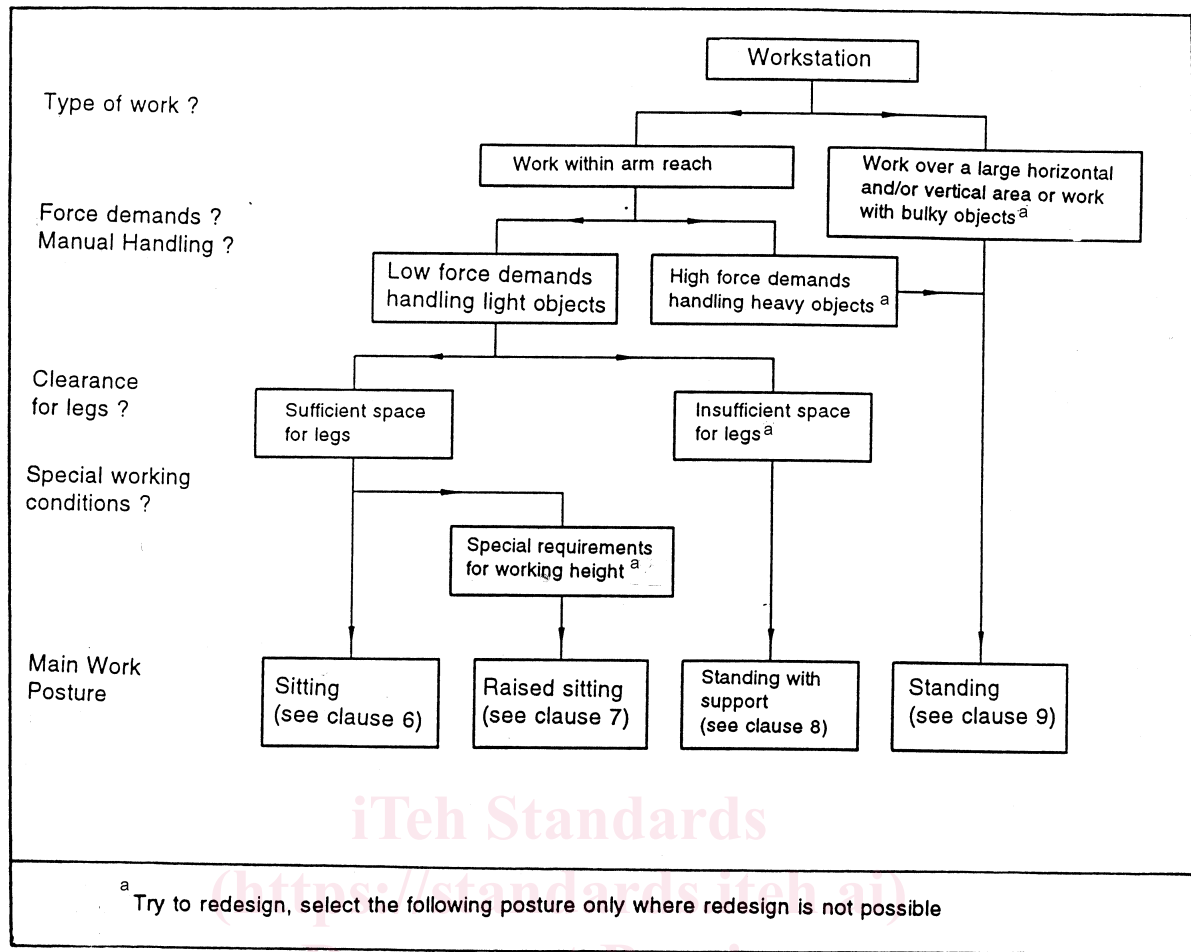 Workstation
Type of work ?
Work within arm reach
Work over a large horizontal
and/or vertical area or work
with bulky objects a
Force demands ?
Manual Handling ?
Low force demands
handling light objects
High force demands
handling heavy objects a
Clearance
for legs ?
Sufficient space
for legs
Insufficient space
for legs a
Special working
conditions ?
Special requirements
for working height a
Main Work
Posture
Sitting
(see clause 6)
Raised sitting
(see clause 7)
Standing with
support
(see clause 8)
Standing
(see clause 9)
iTeh Standards
(https://standards.iteh.ai)
a Try to redesign, select the following posture only where redesign is not possible